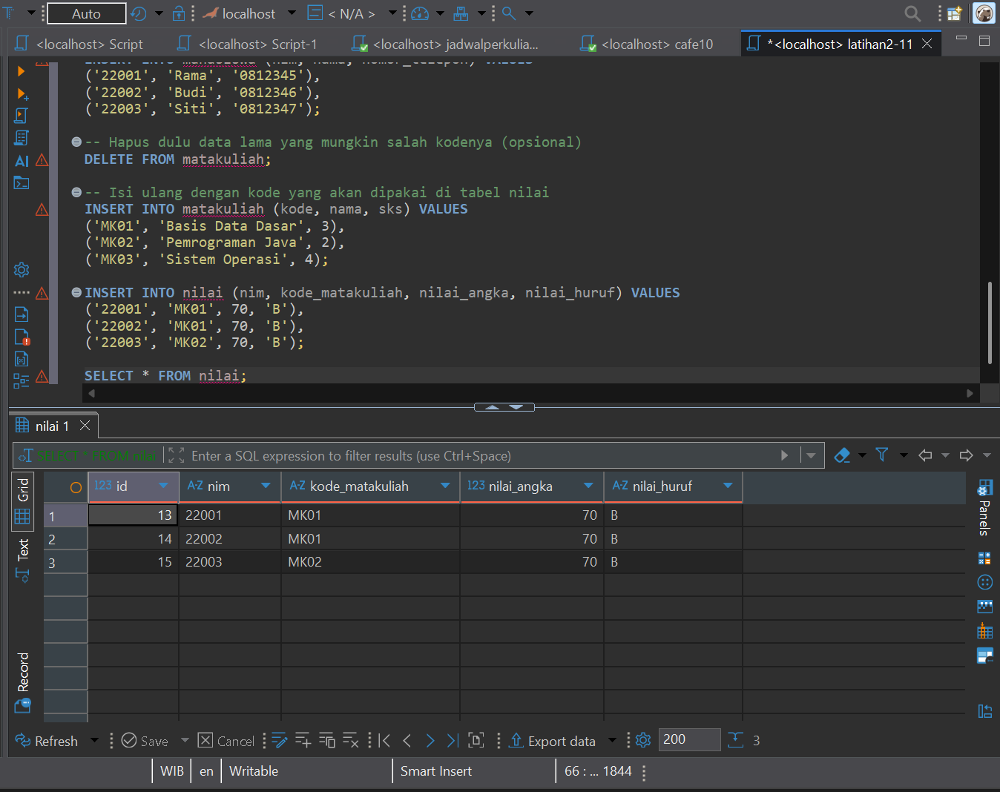 Auto
localhost
< N/A >
<localhost> Script
<localhost> Script-1
<localhost> jadwalperkulia...
<localhost> cafe10
*<localhost> latihan2-11
('22001', 'Rama', '0812345'),
('22002', 'Budi', '0812346'),
('22003', 'Siti', '0812347');
-- Hapus dulu data lama yang mungkin salah kodenya (opsional)
DELETE FROM matakuliah;
-- Isi ulang dengan kode yang akan dipakai di tabel nilai
INSERT INTO matakuliah (kode, nama, sks) VALUES
('MK01', 'Basis Data Dasar', 3),
('MK02', 'Pemrograman Java', 2),
('MK03', 'Sistem Operasi', 4);
INSERT INTO nilai (nim, kode_matakuliah, nilai_angka, nilai_huruf) VALUES
('22001', 'MK01', 70, 'B'),
('22002', 'MK01', 70, 'B'),
('22003', 'MK02', 70, 'B');
SELECT * FROM nilai;
AI
nilai 1
SELECT * FROM nilai
Enter a SQL expression to filter results (use Ctrl+Space)
Grid
Text
Record
Panels
123 id
A-Z nim
A-Z kode_matakuliah
123 nilai_angka
A-Z nilai_huruf
1 13 22001 MK01 70 B
2 14 22002 MK01 70 B
3 15 22003 MK02 70 B
Refresh
Save
Cancel
Export data
200
3
WIB
en
Writable
Smart Insert
66 : ... 1844